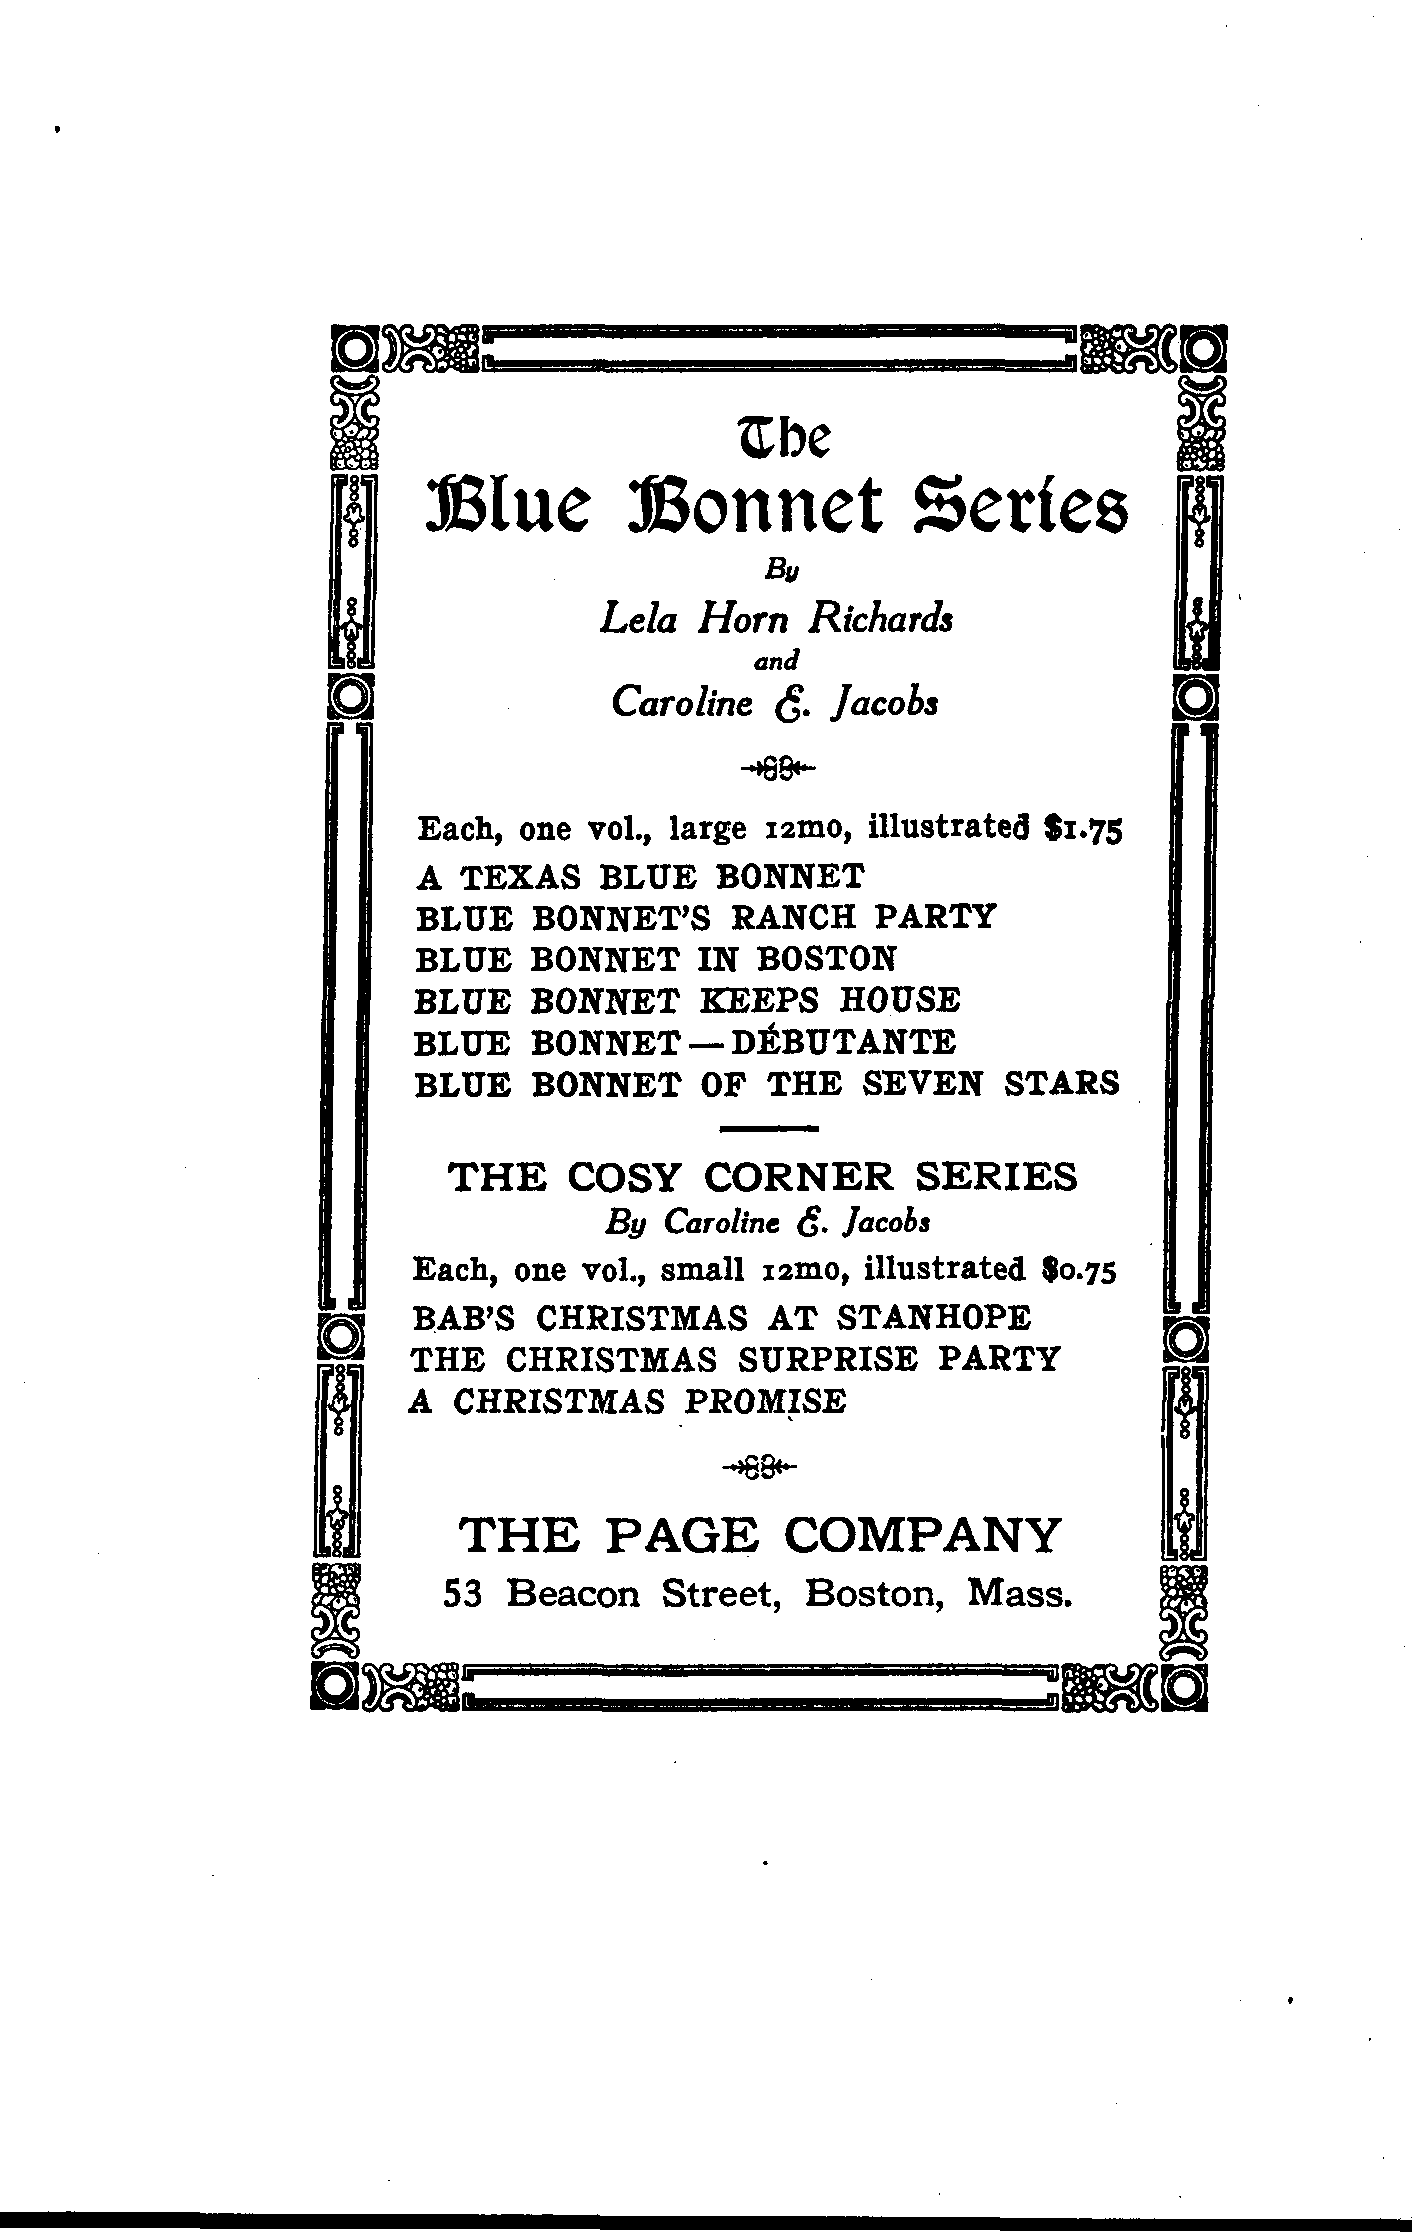 The
Blue Bonnet Series
By
Lela Horn Richards
and
Caroline E. Jacobs
Each, one vol., large 12mo, illustrated $1.75
A TEXAS BLUE BONNET
BLUE BONNET'S RANCH PARTY
BLUE BONNET IN BOSTON
BLUE BONNET KEEPS HOUSE
BLUE BONNET — DÉBUTANTE
BLUE BONNET OF THE SEVEN STARS
THE COSY CORNER SERIES
By Caroline E. Jacobs
Each, one vol., small 12mo, illustrated $0.75
BAB'S CHRISTMAS AT STANHOPE
THE CHRISTMAS SURPRISE PARTY
A CHRISTMAS PROMISE
THE PAGE COMPANY
53 Beacon Street, Boston, Mass.